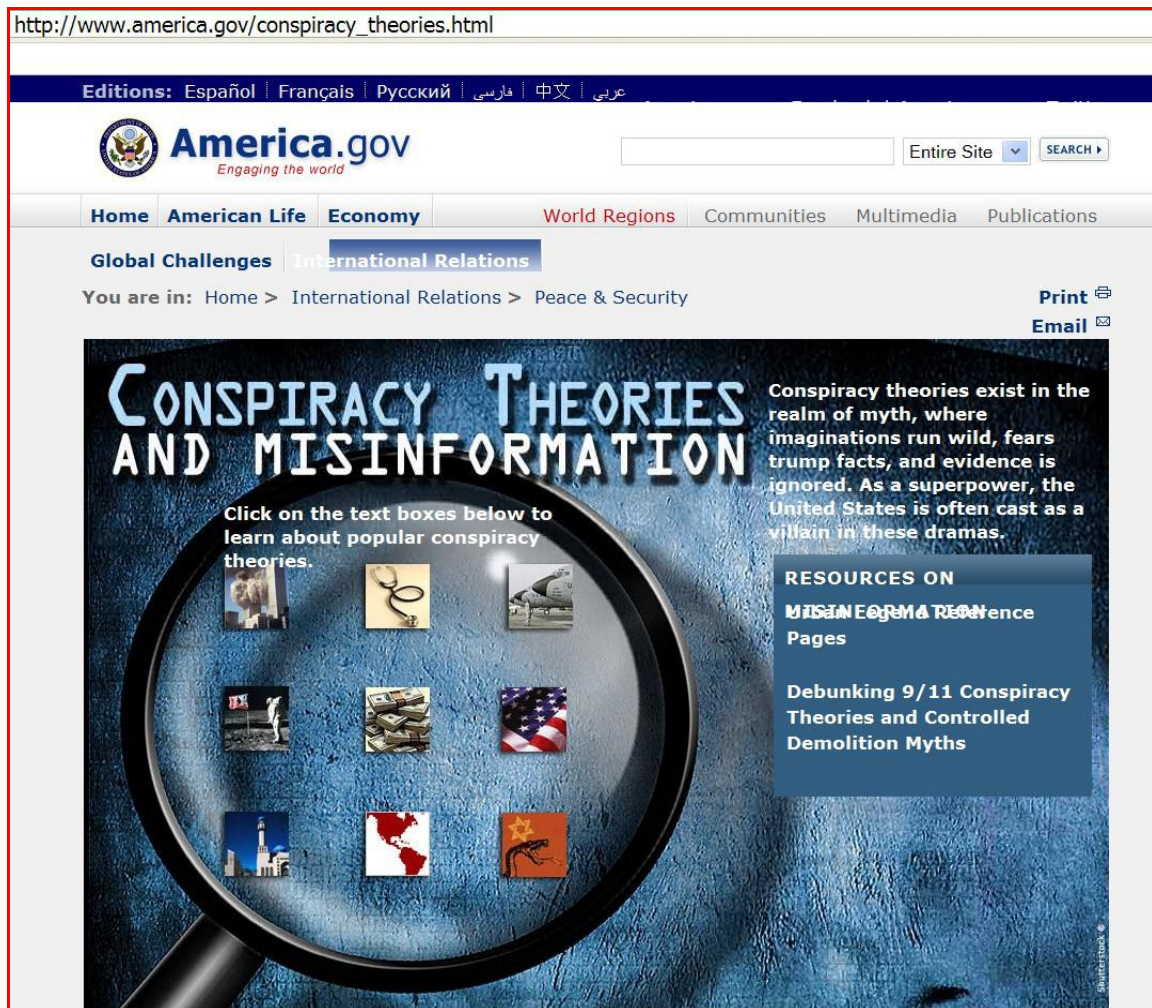 http://www.america.gov/conspiracy_theories.html
Editions: Español Français Русский فارسی 中文 عربي
America.gov
Engaging the world
Entire Site SEARCH
Home American Life Economy World Regions Communities Multimedia Publications
Global Challenges International Relations
You are in: Home > International Relations > Peace & Security
Print
Email
CONSPIRACY THEORIES
AND MISINFORMATION
Click on the text boxes below to
learn about popular conspiracy
theories.
Conspiracy theories exist in the
realm of myth, where
imaginations run wild, fears
trump facts, and evidence is
ignored. As a superpower, the
United States is often cast as a
villain in these dramas.
RESOURCES ON
MISINFORMATION
Urban Legend Reference
Pages
Debunking 9/11 Conspiracy
Theories and Controlled
Demolition Myths
Shutterstock ©